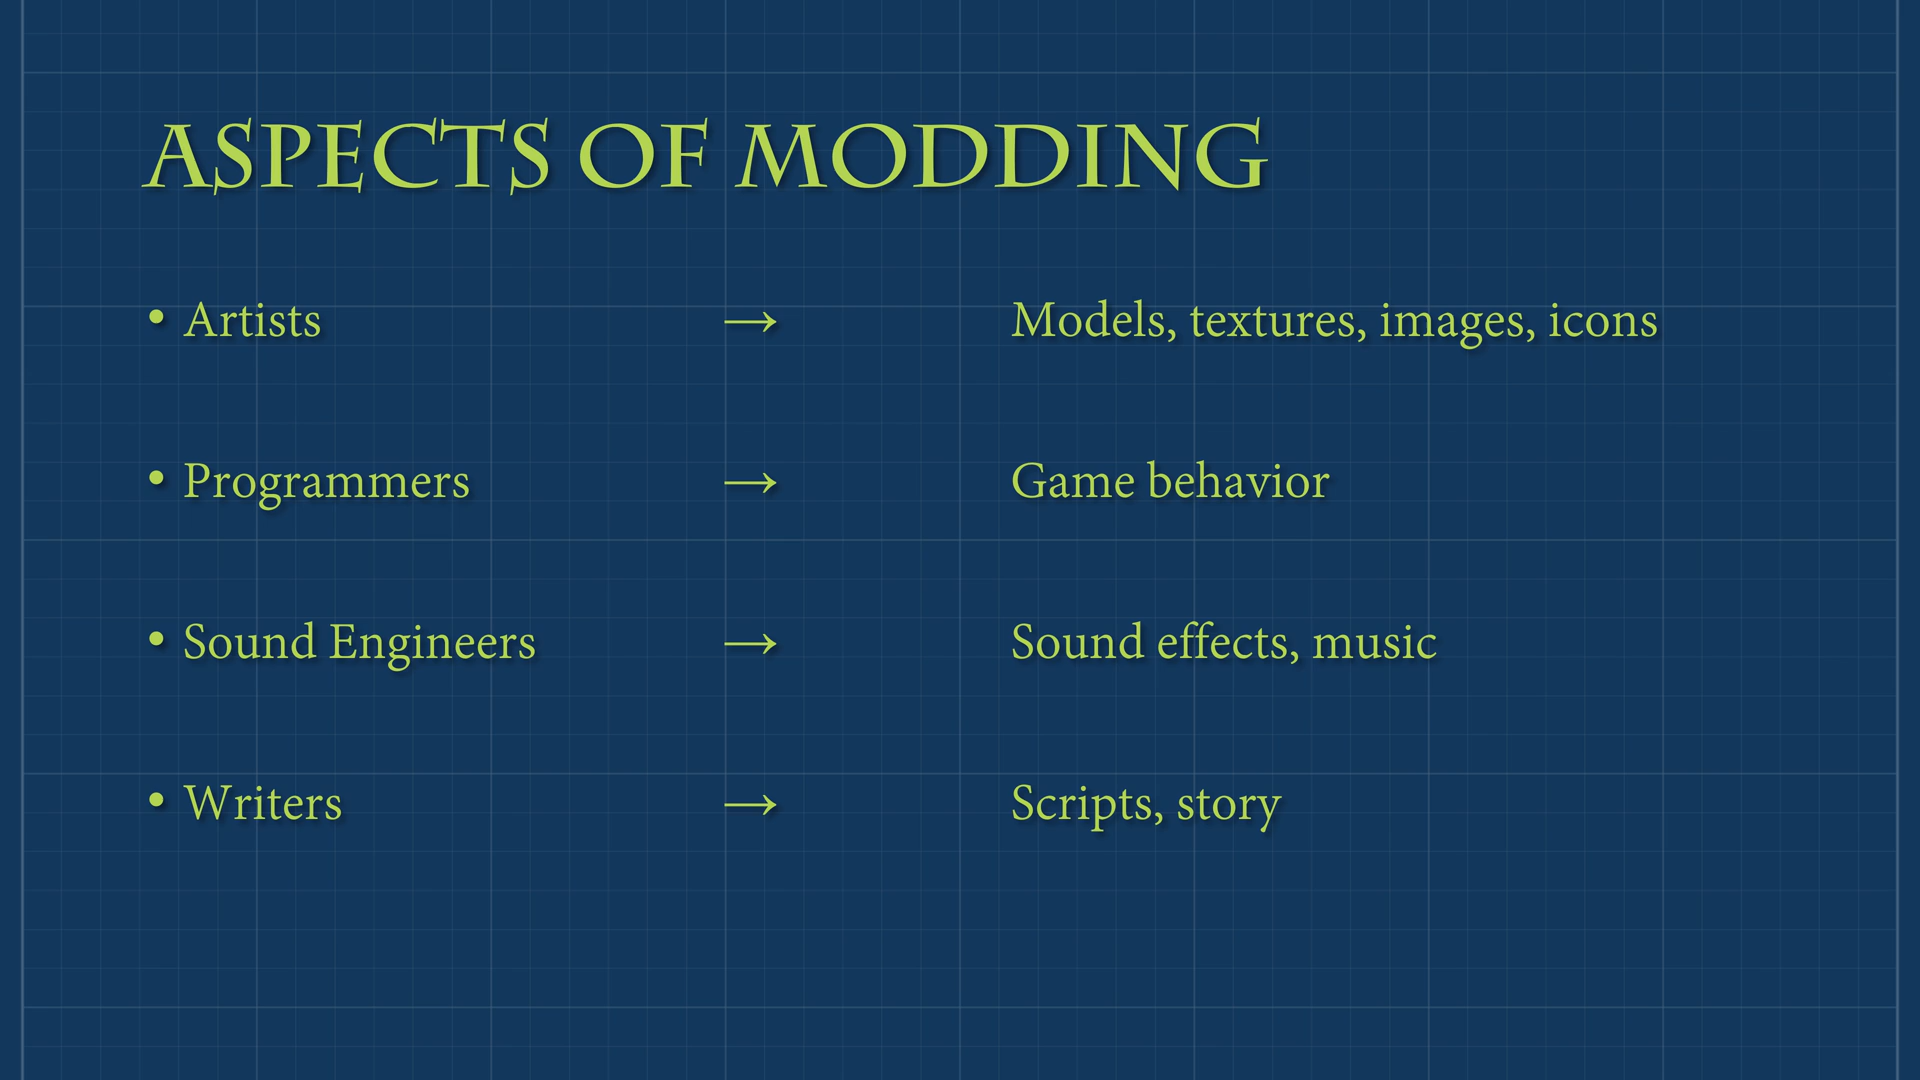 ASPECTS OF MODDING
• Artists → Models, textures, images, icons
• Programmers → Game behavior
• Sound Engineers → Sound effects, music
• Writers → Scripts, story